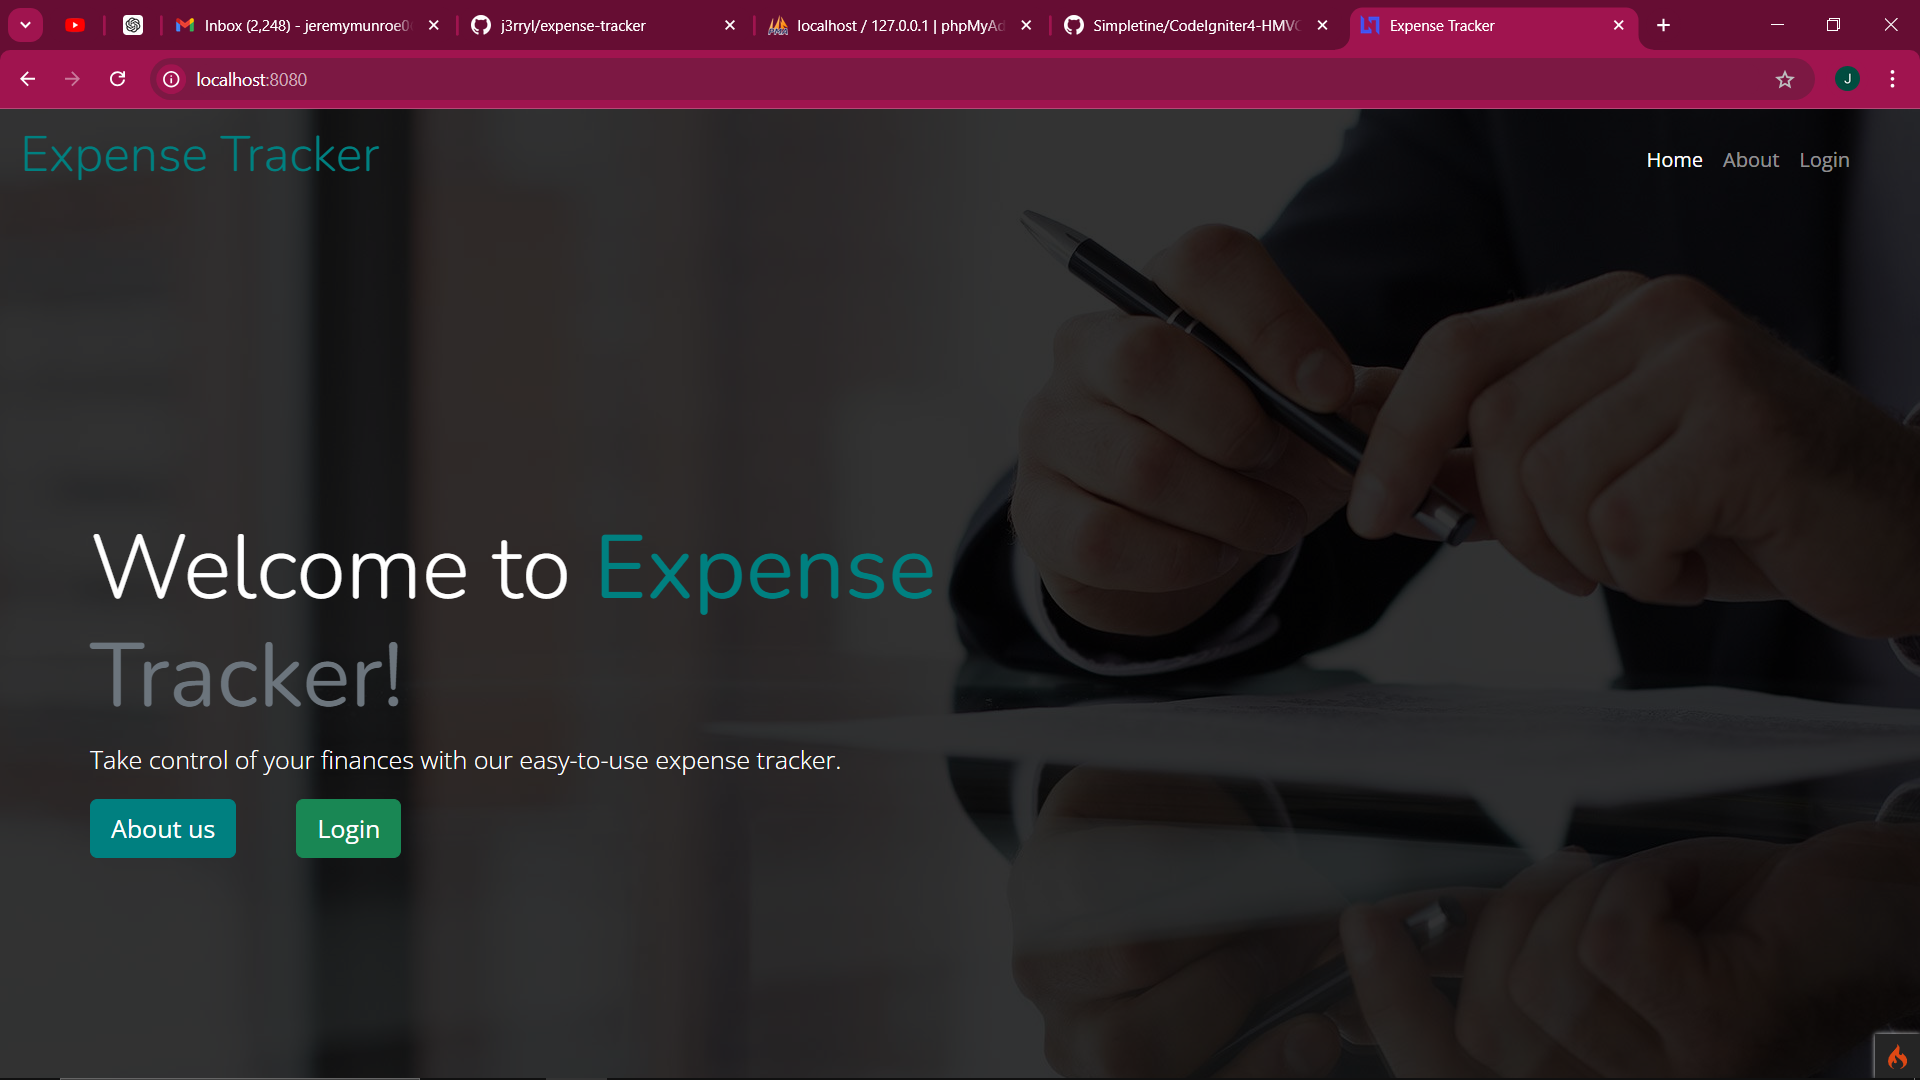 Inbox (2,248) - jeremymunroe0
j3rryl/expense-tracker
localhost / 127.0.0.1 | phpMyAd
Simpletine/CodeIgniter4-HMVC
Expense Tracker
localhost:8080
J
Expense Tracker
Home About Login
Welcome to Expense
Tracker!
Take control of your finances with our easy-to-use expense tracker.
About us Login